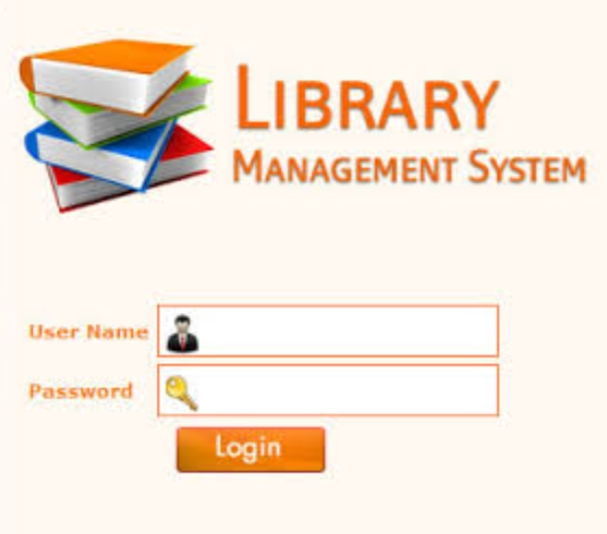 LIBRARY
MANAGEMENT SYSTEM
User Name
Password
Login